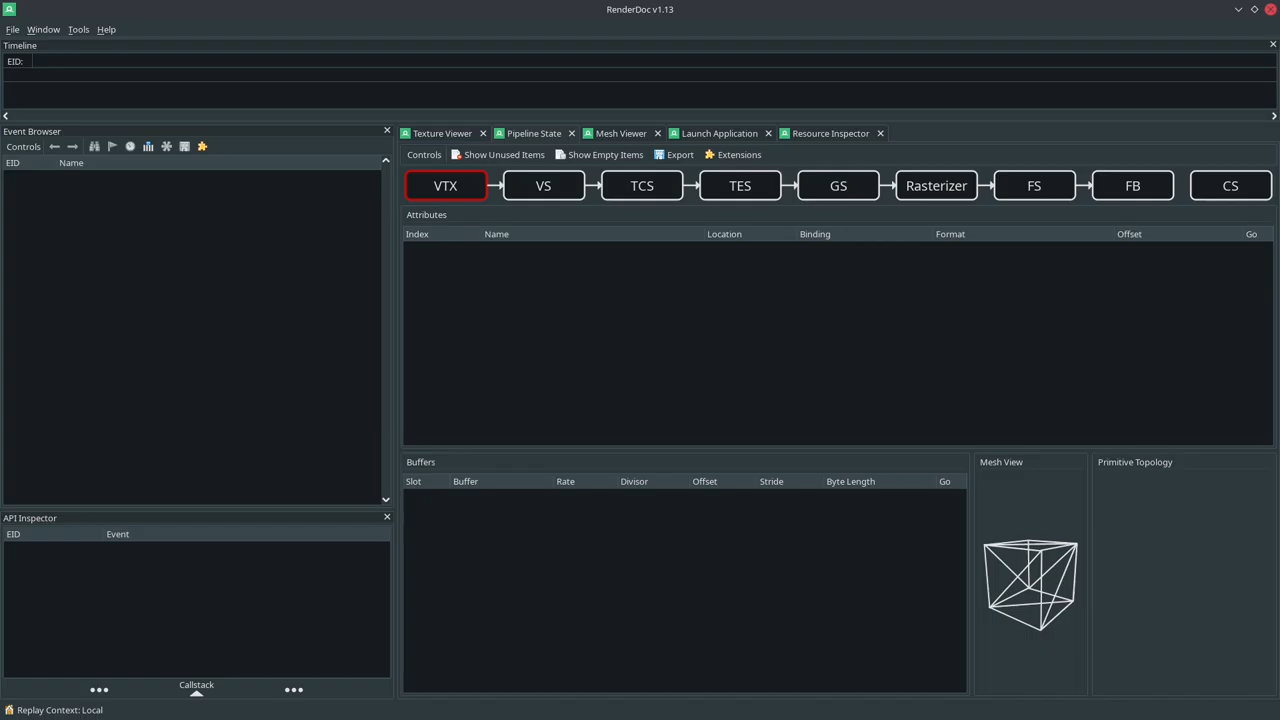 RenderDoc v1.13
File Window Tools Help
Timeline
EID:
Event Browser
Controls
EID Name
Texture Viewer Pipeline State Mesh Viewer Launch Application Resource Inspector
Controls Show Unused Items Show Empty Items Export Extensions
VTX VS TCS TES GS Rasterizer FS FB CS
Attributes
Index Name Location Binding Format Offset Go
Buffers
Slot Buffer Rate Divisor Offset Stride Byte Length Go
Mesh View
Primitive Topology
API Inspector
EID Event
Callstack
Replay Context: Local